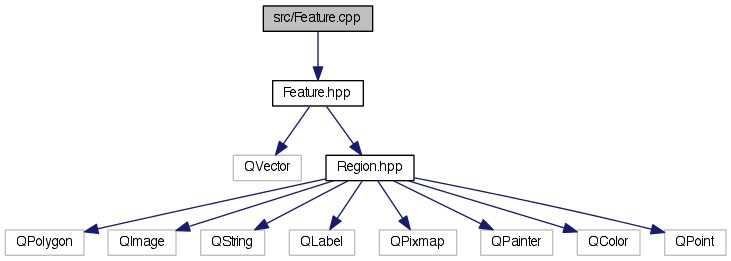 src/Feature.cpp
Feature.hpp
QVector
Region.hpp
QPolygon
QImage
QString
QLabel
QPixmap
QPainter
QColor
QPoint